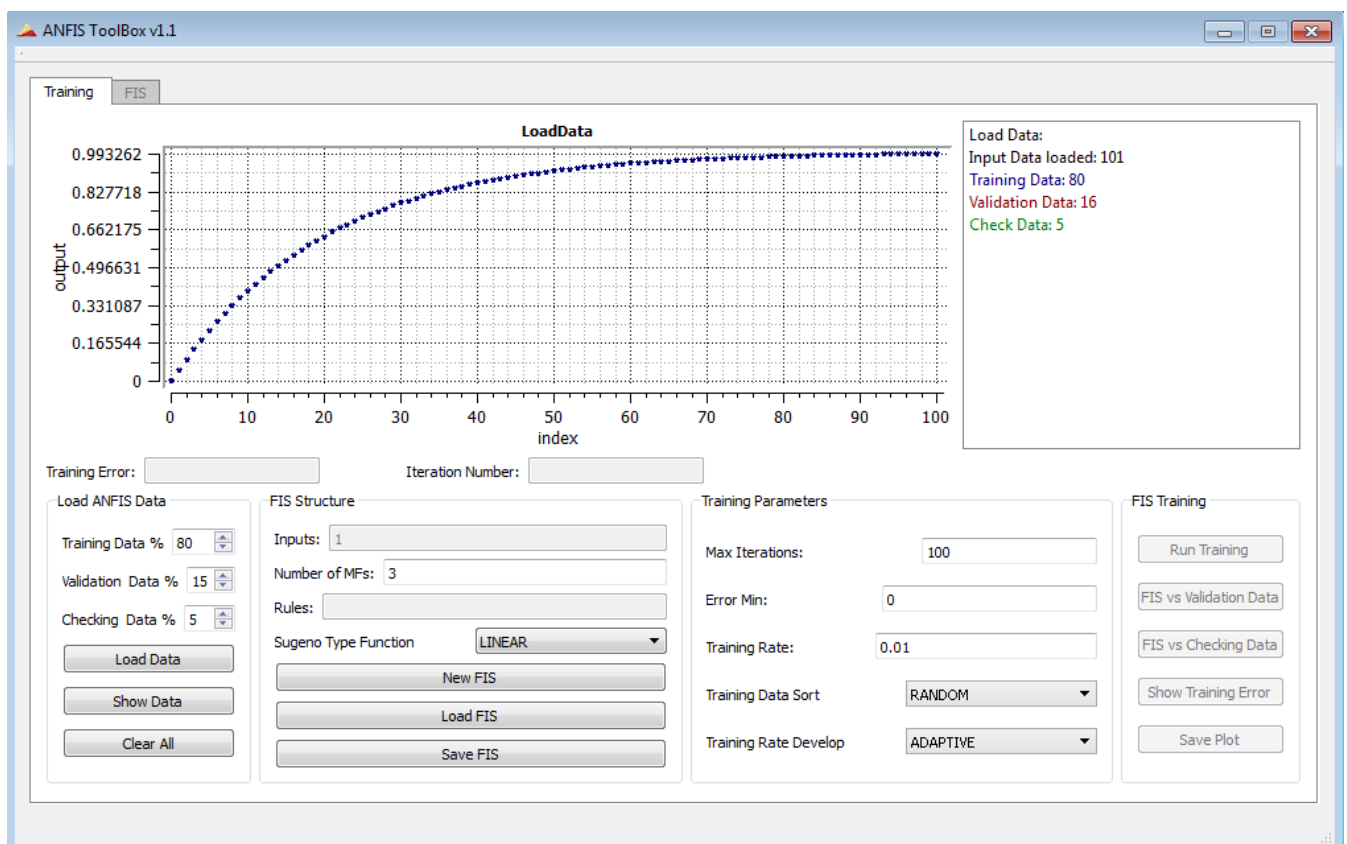 ANFIS ToolBox v1.1
Training
FIS
LoadData
0.993262
0.827718
0.662175
0.496631
0.331087
0.165544
0
output
0 10 20 30 40 50 60 70 80 90 100
index
Load Data:
Input Data loaded: 101
Training Data: 80
Validation Data: 16
Check Data: 5
Training Error:
Iteration Number:
Load ANFIS Data
Training Data % 80
Validation Data % 15
Checking Data % 5
Load Data
Show Data
Clear All
FIS Structure
Inputs: 1
Number of MFs: 3
Rules:
Sugeno Type Function LINEAR
New FIS
Load FIS
Save FIS
Training Parameters
Max Iterations: 100
Error Min: 0
Training Rate: 0.01
Training Data Sort RANDOM
Training Rate Develop ADAPTIVE
FIS Training
Run Training
FIS vs Validation Data
FIS vs Checking Data
Show Training Error
Save Plot